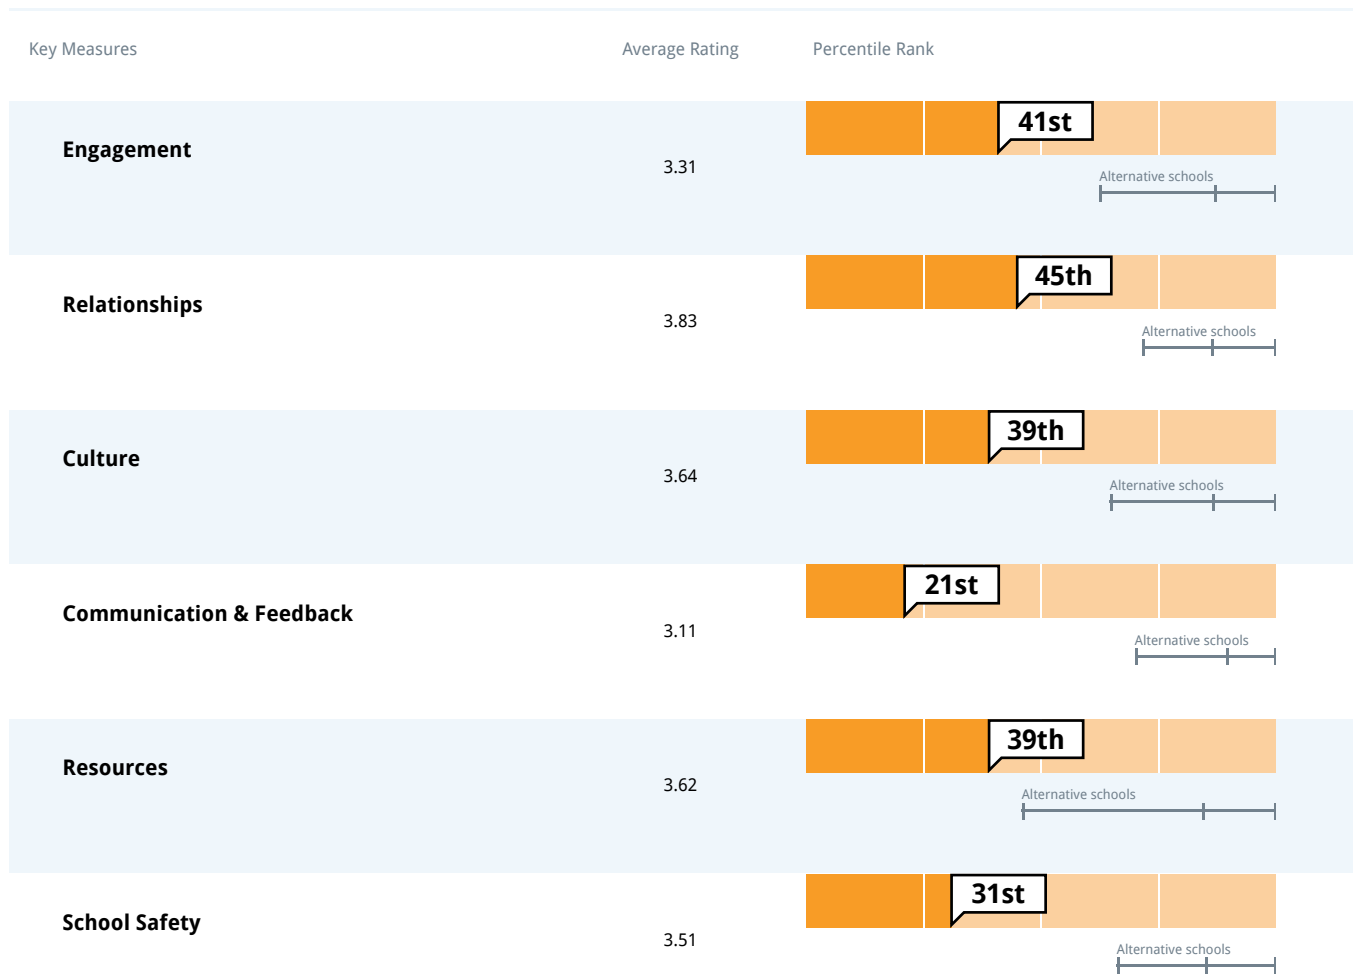 Key Measures Average Rating Percentile Rank
Engagement 3.31 41st
Alternative schools
Relationships 3.83 45th
Alternative schools
Culture 3.64 39th
Alternative schools
Communication & Feedback 3.11 21st
Alternative schools
Resources 3.62 39th
Alternative schools
School Safety 3.51 31st
Alternative schools